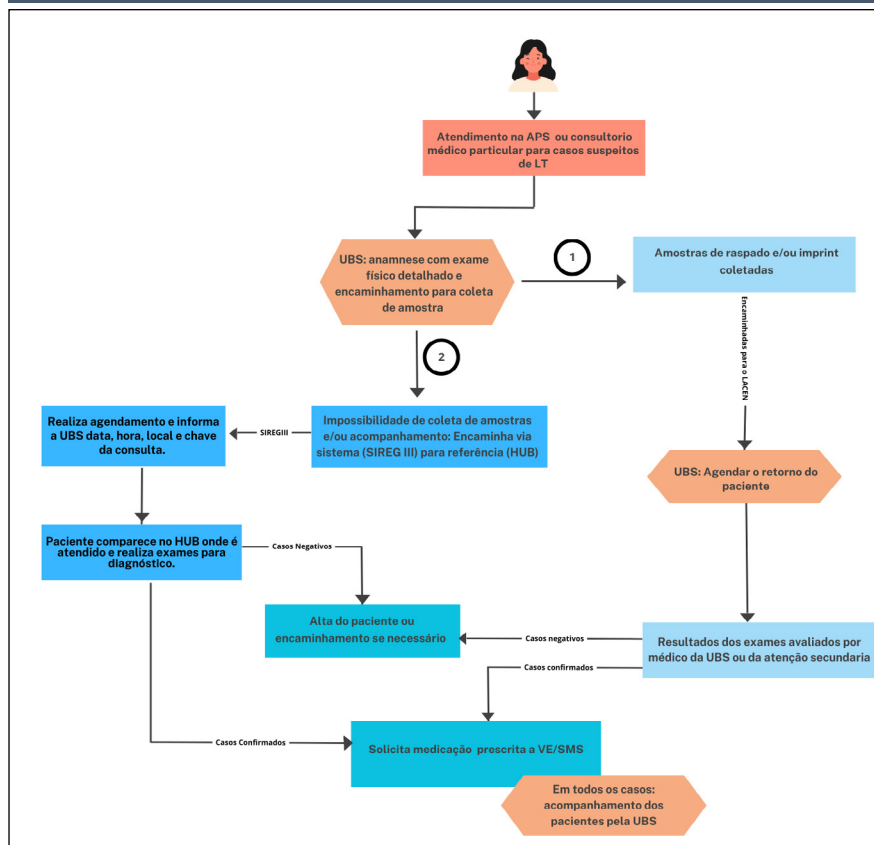 Atendimento na APS ou consultorio
médico particular para casos suspeitos
de LT
UBS: anamnese com exame
físico detalhado e
encaminhamento para coleta
de amostra
1
Amostras de raspado e/ou imprint
coletadas
Encaminhadas para o LACEN
2
Realiza agendamento e informa
a UBS data, hora, local e chave
da consulta.
SIREGIII
Impossibilidade de coleta de amostras
e/ou acompanhamento: Encaminha via
sistema (SIREG III) para referência (HUB)
UBS: Agendar o retorno do
paciente
Paciente comparece no HUB onde é
atendido e realiza exames para
diagnóstico.
Casos Negativos
Alta do paciente ou
encaminhamento se necessário
Casos negativos
Resultados dos exames avaliados por
médico da UBS ou da atenção secundaria
Casos confirmados
Casos Confirmados
Solicita medicação prescrita a VE/SMS
Em todos os casos:
acompanhamento dos
pacientes pela UBS